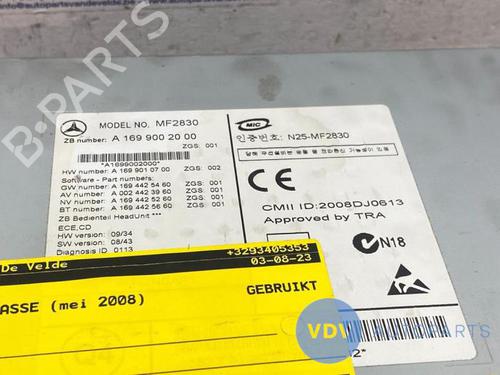 MODEL NO. MF2830
ZB number: A 169 900 20 00 ZGS: 001
*A1699002000*
HW number: A 169 901 07 00 ZGS: 002
Software - Part numbers:
GW number: A 169 442 54 60 ZGS: 001
AV number: A 002 442 39 60 ZGS: 001
NV number: A 169 442 52 60 ZGS: 001
BT number: A 169 442 56 60 ZGS: 001
ZB Bedienteil HeadUnit ***
ECE,CD
HW version 09/34
SW version 08/43
Diagnosis ID 0113
MIC
인증번호: N25-MF2830
CE
CMII ID:2008DJ0613
Approved by TRA
N18
De Velde
+3293405353
03-08-23
ASSE (mei 2008)
GEBRUIKT
B-PARTS
VDV AUTOPARTS